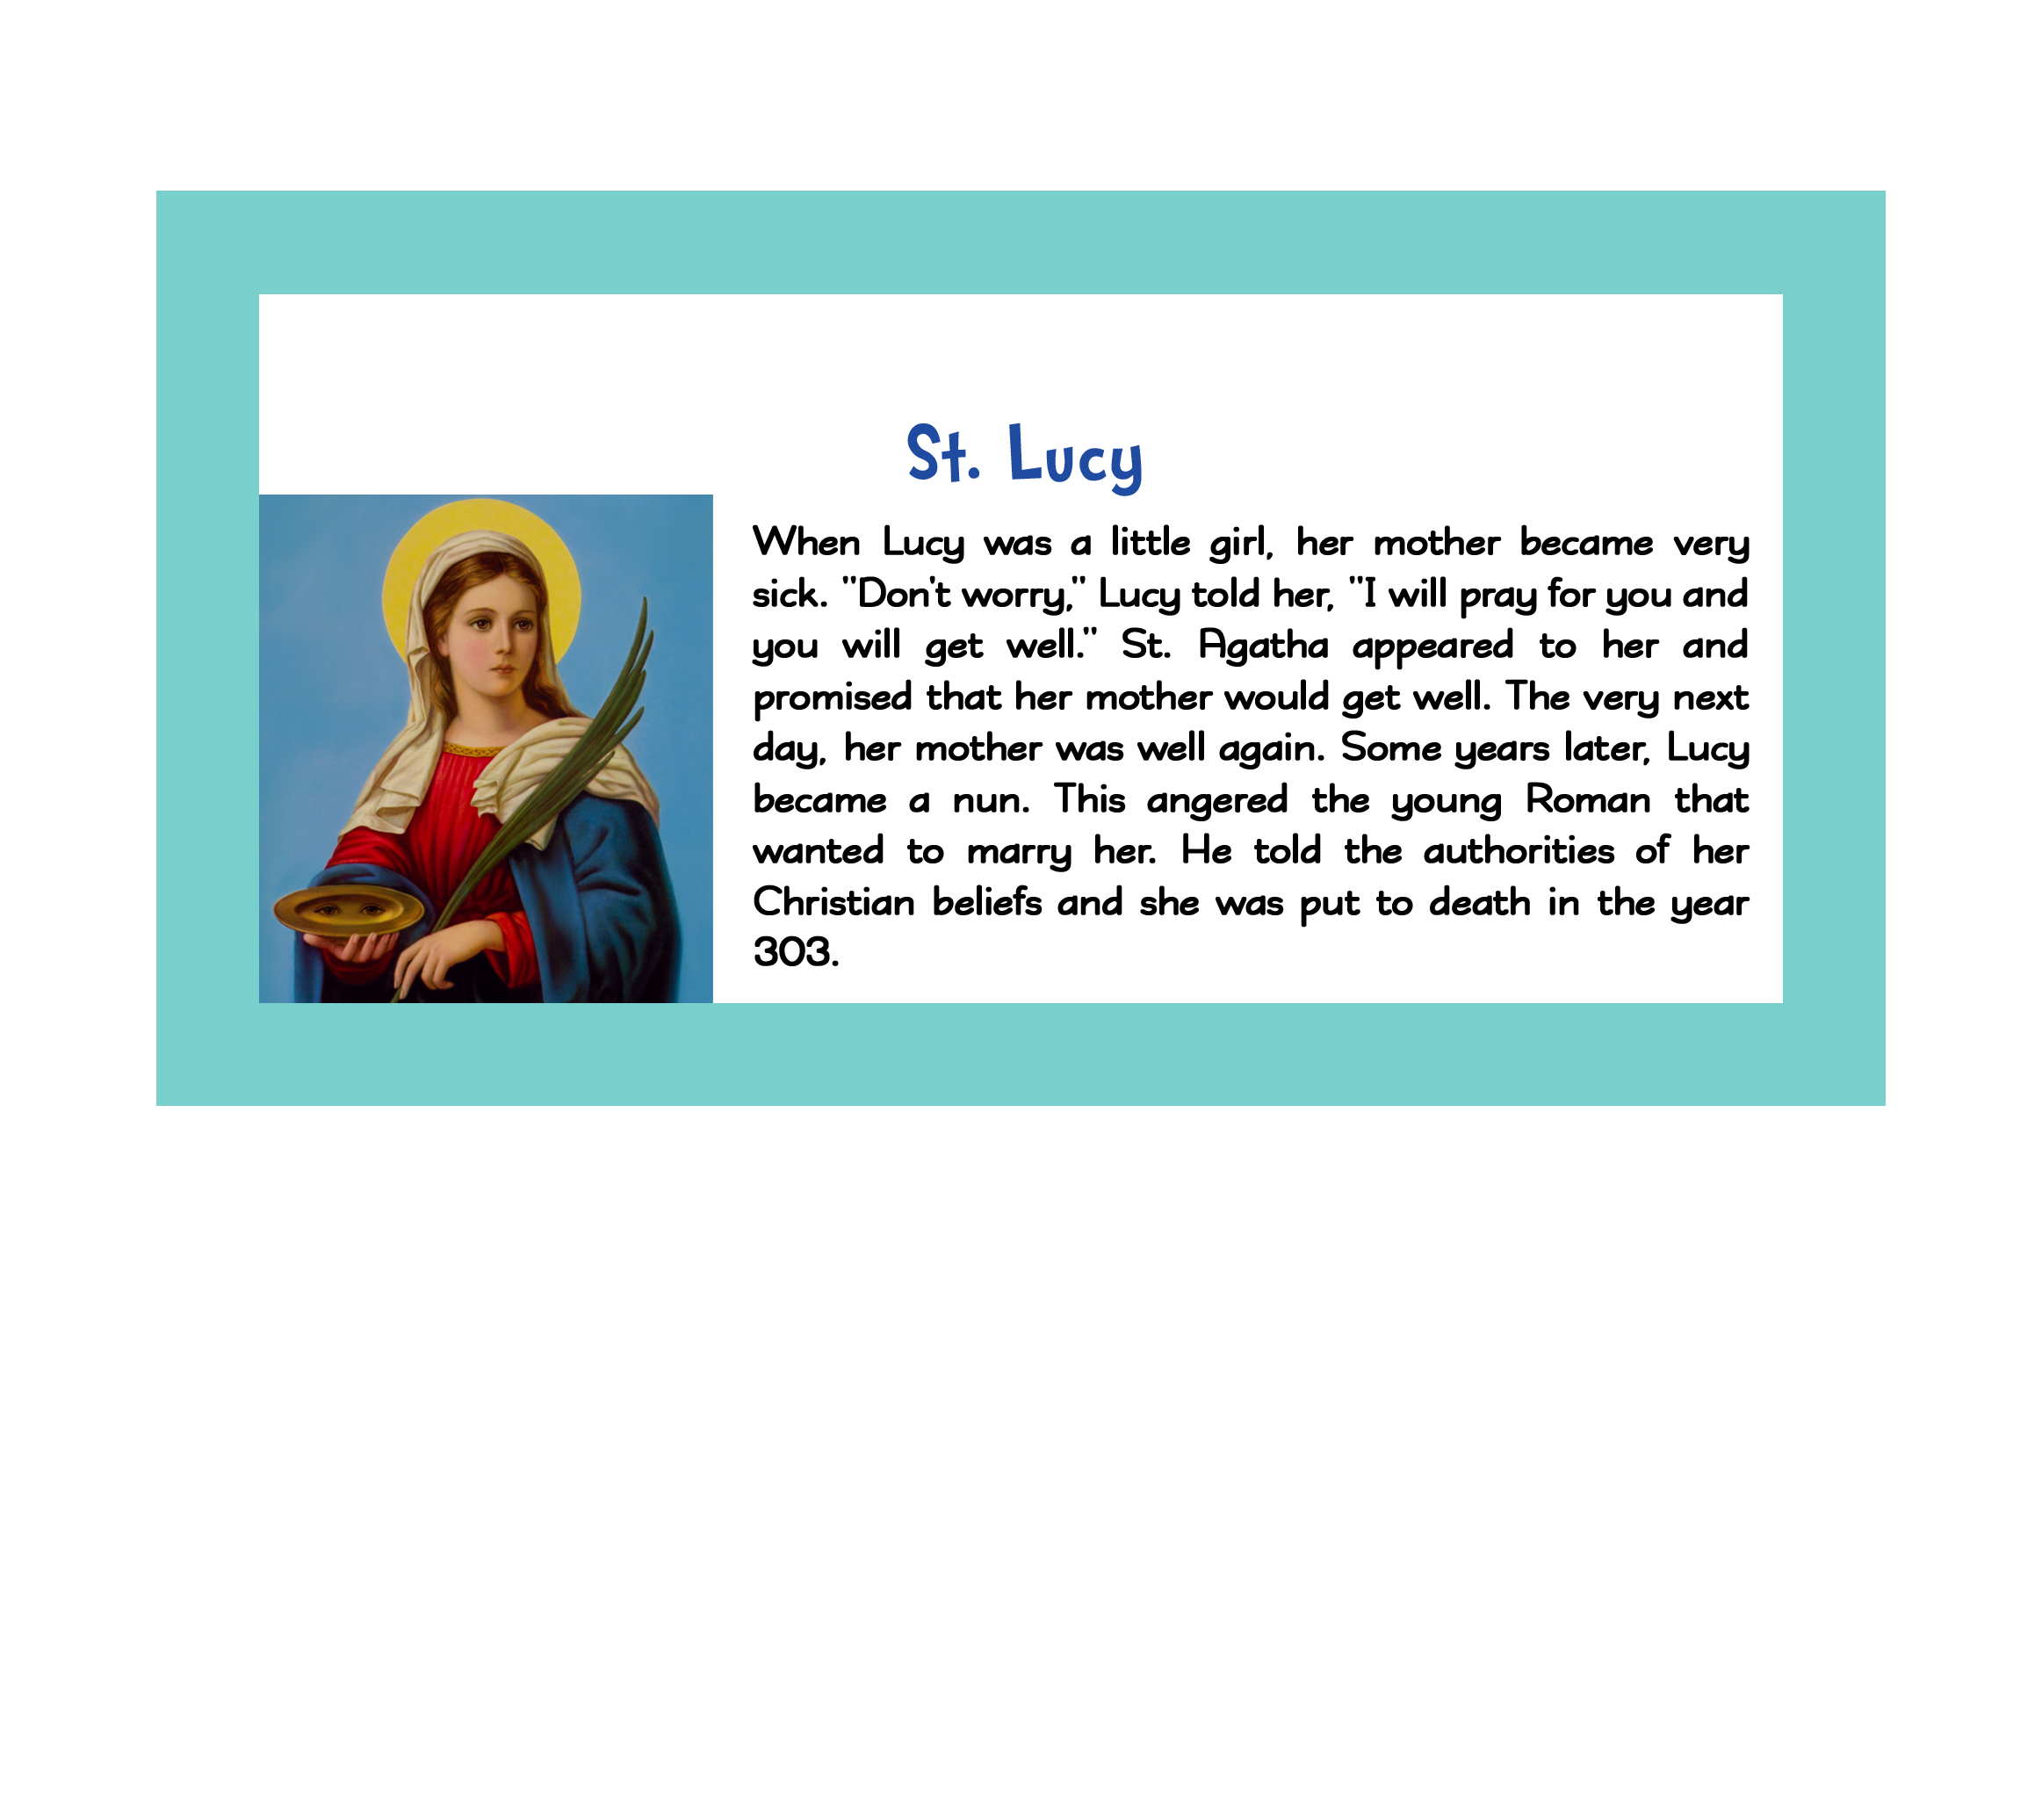 St. Lucy
When Lucy was a little girl, her mother became very
sick. "Don't worry," Lucy told her, "I will pray for you and
you will get well." St. Agatha appeared to her and
promised that her mother would get well. The very next
day, her mother was well again. Some years later, Lucy
became a nun. This angered the young Roman that
wanted to marry her. He told the authorities of her
Christian beliefs and she was put to death in the year
303.